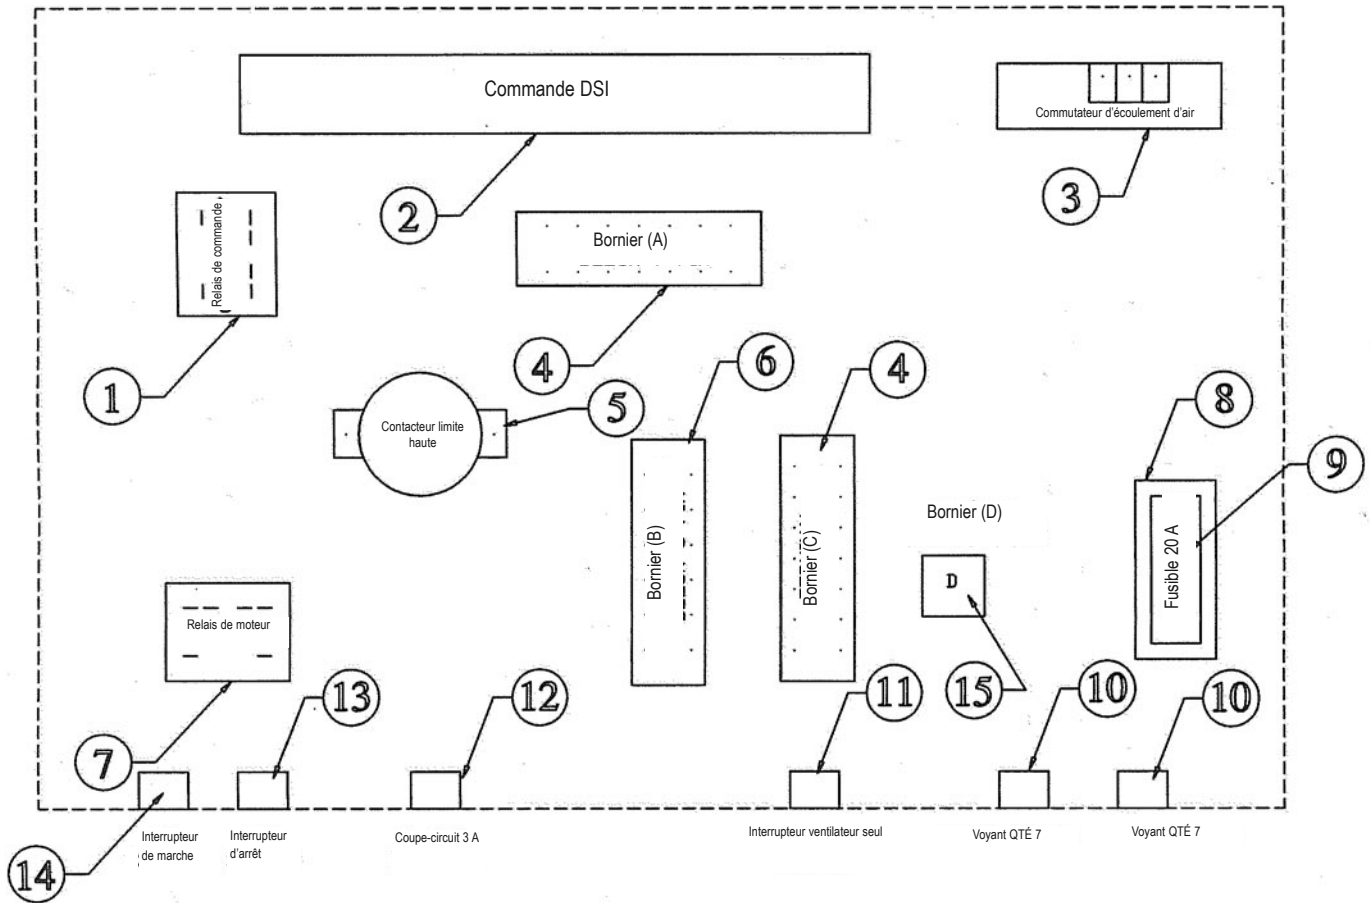 Commande DSI
Commutateur d'écoulement d'air
2
3
Relais de commande
Bornier (A)
1
4
6
4
5
Contacteur limite
haute
8
9
Bornier (B)
Bornier (C)
Bornier (D)
D
Fusible 20 A
Relais de moteur
7
13
12
11
15
10
10
14
Interrupteur
de marche
Interrupteur
d'arrêt
Coupe-circuit 3 A
Interrupteur ventilateur seul
Voyant QTÉ 7
Voyant QTÉ 7